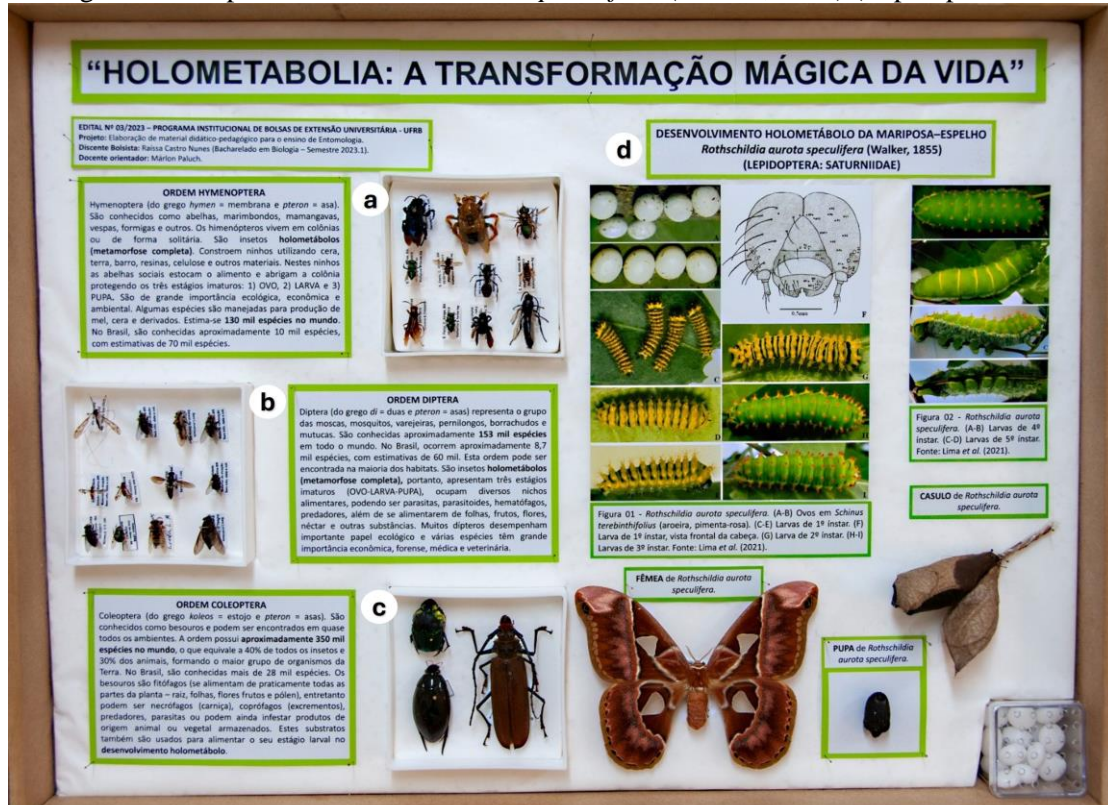 “HOLOMETABOLIA: A TRANSFORMAÇÃO MÁGICA DA VIDA”
EDITAL Nº 03/2023 – PROGRAMA INSTITUCIONAL DE BOLSAS DE EXTENSÃO UNIVERSITÁRIA - UFRB
Projeto: Elaboração de material didático-pedagógico para o ensino de Entomologia.
Discente Bolsista: Raissa Castro Nunes (Bacharelado em Biologia – Semestre 2023.1).
Docente orientador: Márlon Paluch.
ORDEM HYMENOPTERA
Hymenoptera (do grego hymen = membrana e pteron = asa).
São conhecidos como abelhas, marimbondos, mamangavas,
vespas, formigas e outros. Os himenópteros vivem em colônias
ou de forma solitária. São insetos holometábolos
(metamorfose completa). Constroem ninhos utilizando cera,
terra, barro, resinas, celulose e outros materiais. Nestes ninhos
as abelhas sociais estocam o alimento e abrigam a colônia
protegendo os três estágios imaturos: 1) OVO, 2) LARVA e 3)
PUPA. São de grande importância ecológica, econômica e
ambiental. Algumas espécies são manejadas para produção de
mel, cera e derivados. Estima-se 130 mil espécies no mundo.
No Brasil, são conhecidas aproximadamente 10 mil espécies,
com estimativas de 70 mil espécies.
a
b
ORDEM DIPTERA
Diptera (do grego di = duas e pteron = asas) representa o grupo
das moscas, mosquitos, varejeiras, pernilongos, borrachudos e
mutucas. São conhecidas aproximadamente 153 mil espécies
em todo o mundo. No Brasil, ocorrem aproximadamente 8,7
mil espécies, com estimativas de 60 mil. Esta ordem pode ser
encontrada na maioria dos habitats. São insetos holometábolos
(metamorfose completa), portanto, apresentam três estágios
imaturos (OVO-LARVA-PUPA), ocupam diversos nichos
alimentares, podendo ser parasitas, parasitoides, hematófagos,
predadores, além de se alimentarem de folhas, frutos, flores,
néctar e outras substâncias. Muitos dípteros desempenham
importante papel ecológico e várias espécies têm grande
importância econômica, forense, médica e veterinária.
ORDEM COLEOPTERA
Coleoptera (do grego koleos = estojo e pteron = asas). São
conhecidos como besouros e podem ser encontrados em quase
todos os ambientes. A ordem possui aproximadamente 350 mil
espécies no mundo, o que equivale a 40% de todos os insetos e
30% dos animais, formando o maior grupo de organismos da
Terra. No Brasil, são conhecidas mais de 28 mil espécies. Os
besouros são fitófagos (se alimentam de praticamente todas as
partes da planta – raiz, folhas, flores frutos e pólen), entretanto
podem ser necrófagos (carniça), coprófagos (excrementos),
predadores, parasitas ou podem ainda infestar produtos de
origem animal ou vegetal armazenados. Estes substratos
também são usados para alimentar o seu estágio larval no
desenvolvimento holometábolo.
c
d
DESENVOLVIMENTO HOLOMETÁBOLO DA MARIPOSA–ESPELHO
Rothschildia aurota speculifera (Walker, 1855)
(LEPIDOPTERA: SATURNIIDAE)
C
D
0.5mm
F
G
H
I
Figura 01 - Rothschildia aurota speculifera. (A-B) Ovos em Schinus
terebinthifolius (aroeira, pimenta-rosa). (C-E) Larvas de 1º ínstar. (F)
Larva de 1º ínstar, vista frontal da cabeça. (G) Larva de 2º ínstar. (H-I)
Larvas de 3º ínstar. Fonte: Lima et al. (2021).
Figura 02 - Rothschildia aurota
speculifera. (A-B) Larvas de 4º
ínstar. (C-D) Larvas de 5º ínstar.
Fonte: Lima et al. (2021).
CASULO de Rothschildia aurota
speculifera.
FÊMEA de Rothschildia aurota
speculifera.
PUPA de Rothschildia
aurota speculifera.